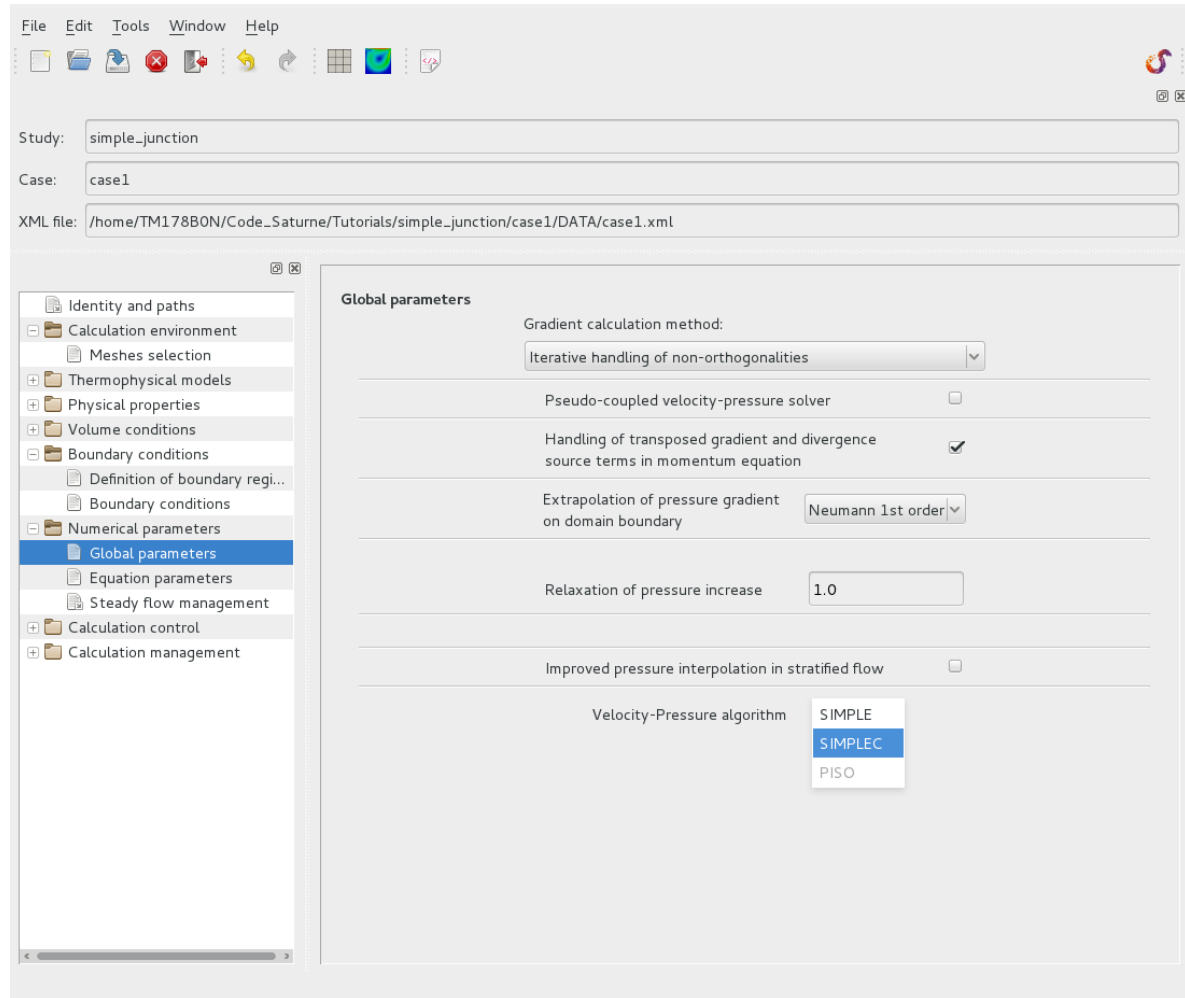 File Edit Tools Window Help
Study: simple_junction
Case: case1
XML file: /home/TM178B0N/Code_Saturne/Tutorials/simple_junction/case1/DATA/case1.xml
Identity and paths
Calculation environment
Meshes selection
Thermophysical models
Physical properties
Volume conditions
Boundary conditions
Definition of boundary regi...
Boundary conditions
Numerical parameters
Global parameters
Equation parameters
Steady flow management
Calculation control
Calculation management
Global parameters
Gradient calculation method:
Iterative handling of non-orthogonalities
Pseudo-coupled velocity-pressure solver
Handling of transposed gradient and divergence
source terms in momentum equation
Extrapolation of pressure gradient
on domain boundary
Neumann 1st order
Relaxation of pressure increase 1.0
Improved pressure interpolation in stratified flow
Velocity-Pressure algorithm SIMPLE
SIMPLEC
PISO